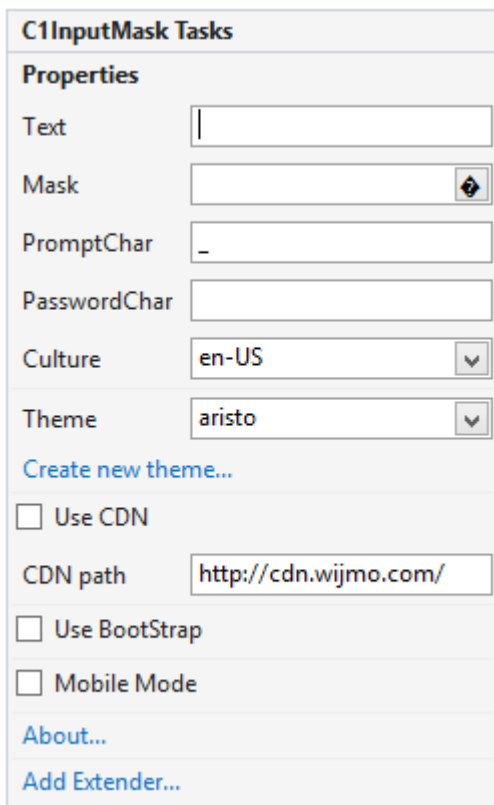 C1InputMask Tasks
Properties
Text
Mask
PromptChar _
PasswordChar
Culture en-US
Theme aristo
Create new theme...
Use CDN
CDN path http://cdn.wijmo.com/
Use BootStrap
Mobile Mode
About...
Add Extender...